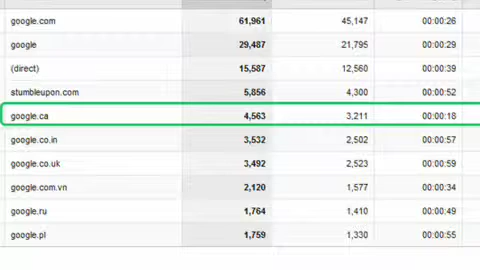 google.com 61,961 45,147 00:00:26
google 29,487 21,795 00:00:29
(direct) 15,587 12,560 00:00:39
stumbleupon.com 5,856 4,300 00:00:52
google.ca 4,563 3,211 00:00:18
google.co.in 3,532 2,502 00:00:57
google.co.uk 3,492 2,523 00:00:59
google.com.vn 2,120 1,577 00:00:34
google.ru 1,764 1,410 00:00:49
google.pl 1,759 1,330 00:00:55